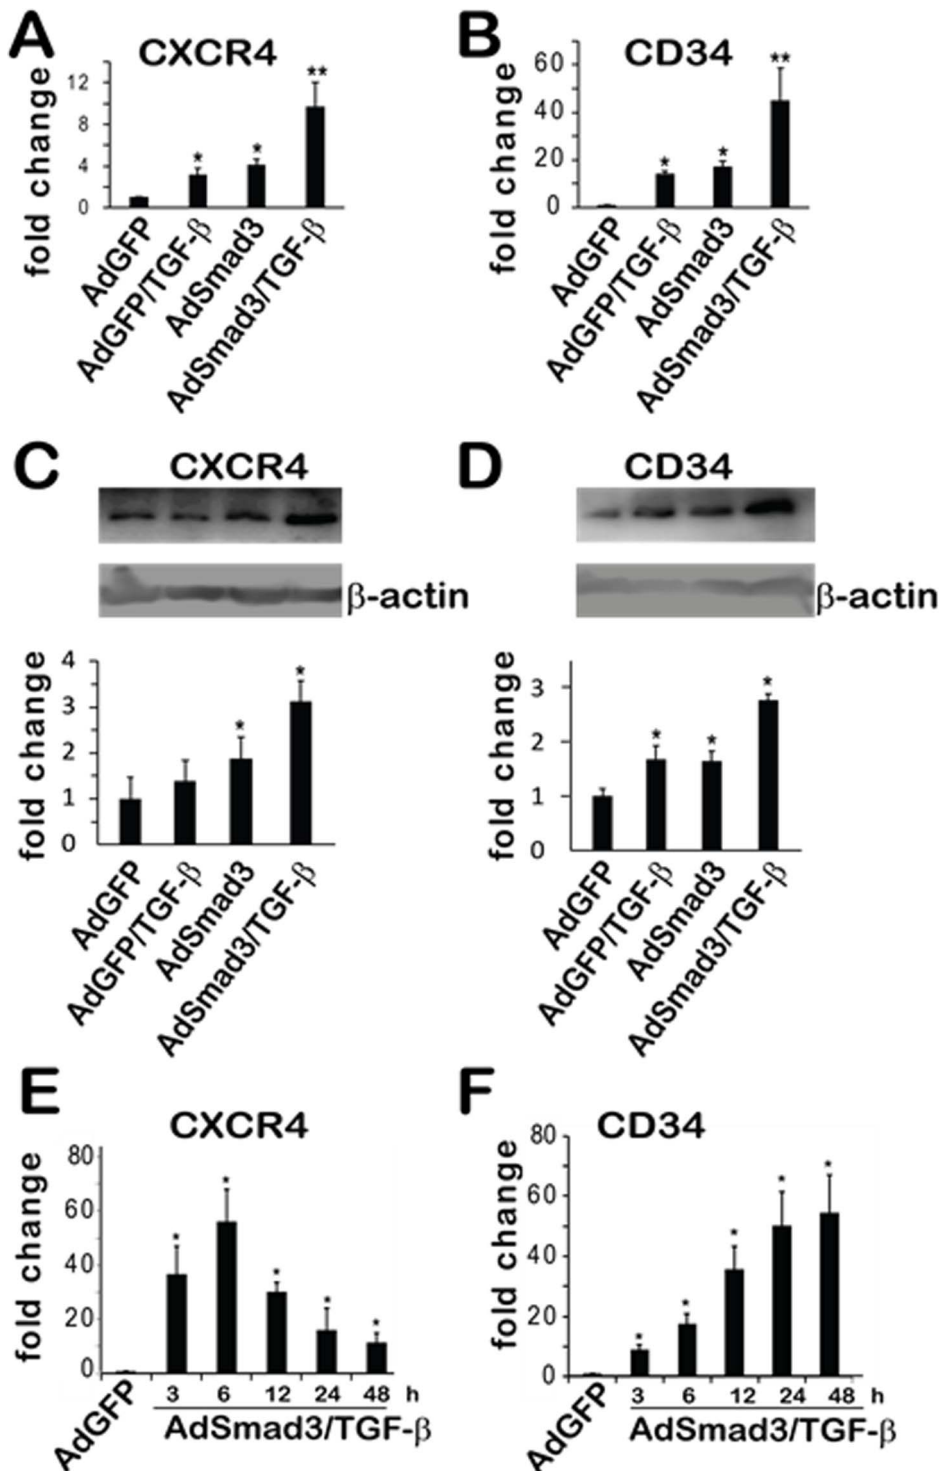 A
CXCR4
fold change
12
8
4
0
*
*
**
AdGFP
AdGFP/TGF-β
AdSmad3
AdSmad3/TGF-β
B
CD34
fold change
60
40
20
0
*
*
**
AdGFP
AdGFP/TGF-β
AdSmad3
AdSmad3/TGF-β
C
CXCR4
β-actin
fold change
4
3
2
1
0
*
*
AdGFP
AdGFP/TGF-β
AdSmad3
AdSmad3/TGF-β
D
CD34
β-actin
fold change
3
2
1
0
*
*
*
AdGFP
AdGFP/TGF-β
AdSmad3
AdSmad3/TGF-β
E
CXCR4
fold change
80
60
40
20
0
*
*
*
*
*
AdGFP
3 6 12 24 48 h
AdSmad3/TGF-β
F
CD34
fold change
80
60
40
20
0
*
*
*
*
*
AdGFP
3 6 12 24 48 h
AdSmad3/TGF-β